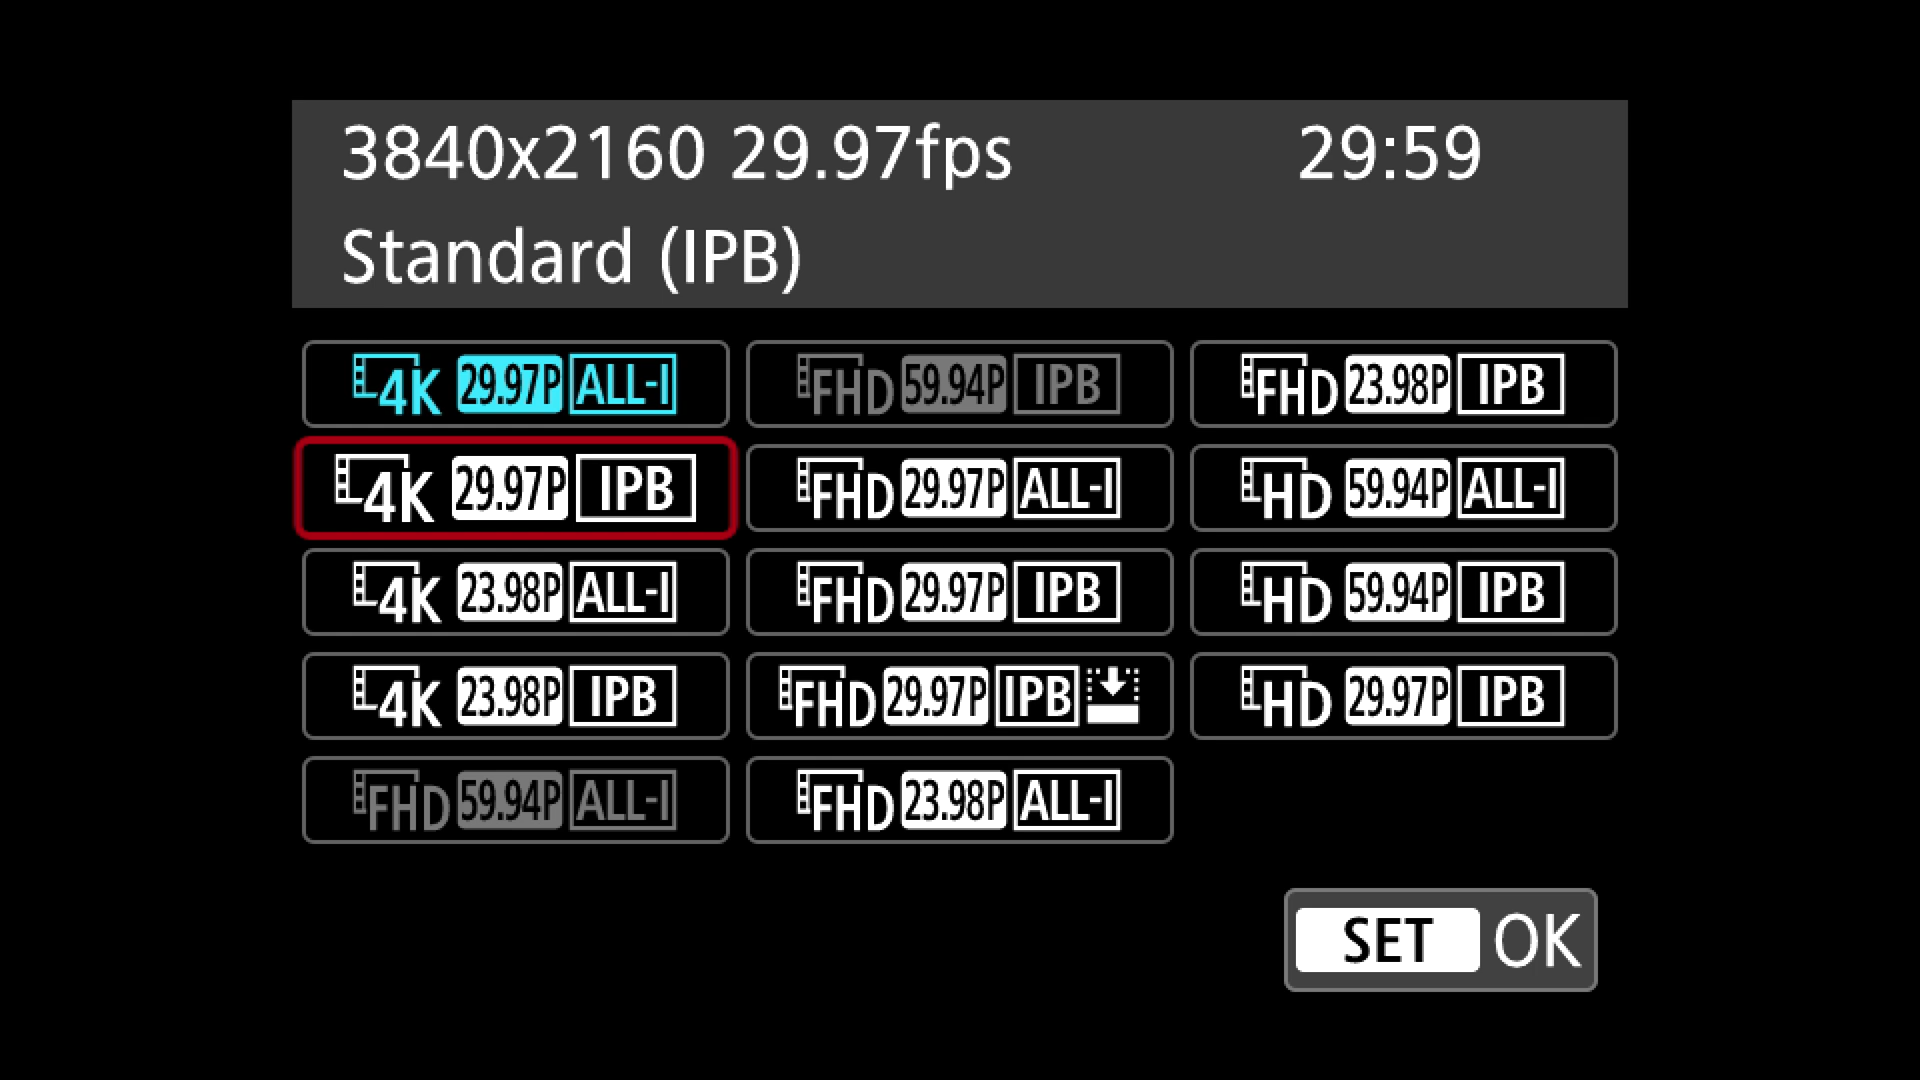 3840x2160 29.97fps 29:59
Standard (IPB)
4K 29.97P ALL-I FHD 59.94P IPB FHD 23.98P IPB
4K 29.97P IPB FHD 29.97P ALL-I HD 59.94P ALL-I
4K 23.98P ALL-I FHD 29.97P IPB HD 59.94P IPB
4K 23.98P IPB FHD 29.97P IPB HD 29.97P IPB
FHD 59.94P ALL-I FHD 23.98P ALL-I
SET OK